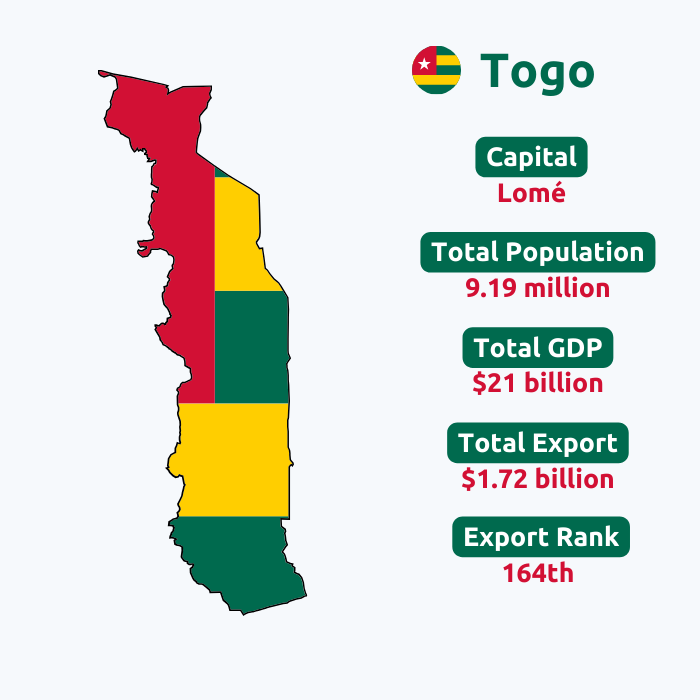 Togo
Capital
Lomé
Total Population
9.19 million
Total GDP
$21 billion
Total Export
$1.72 billion
Export Rank
164th